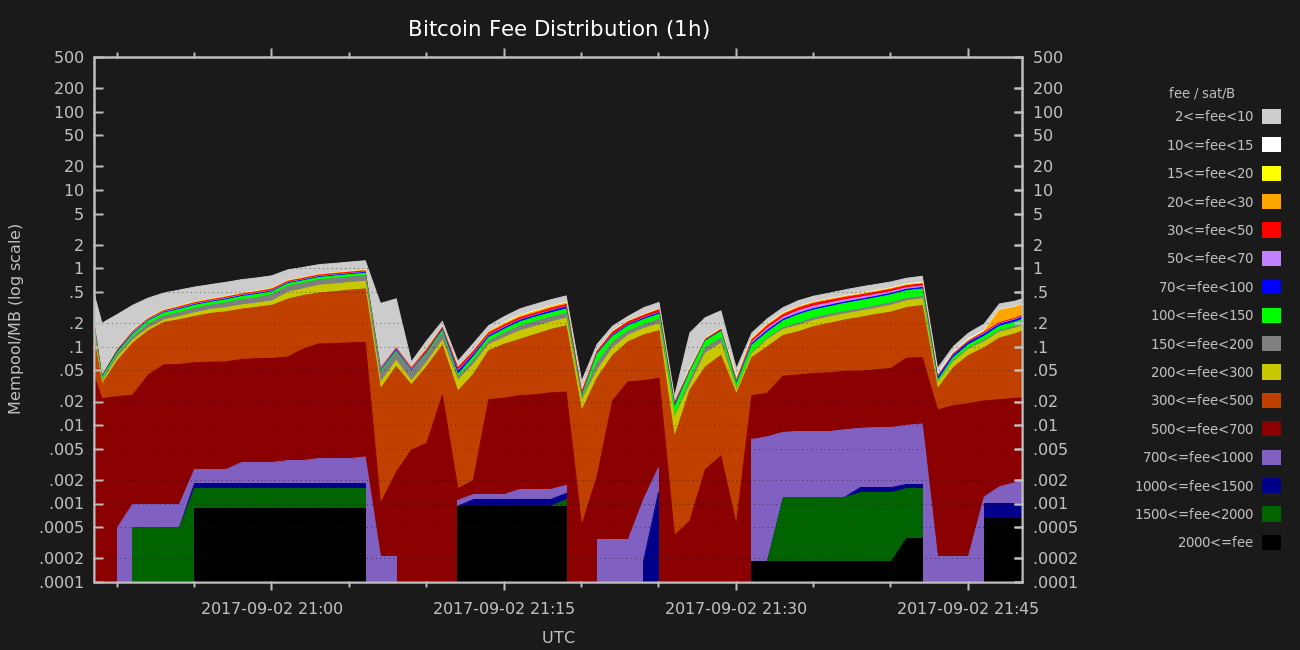 Bitcoin Fee Distribution (1h)
Mempool/MB (log scale)
500
200
100
50
20
10
5
2
1
.5
.2
.1
.05
.02
.01
.005
.002
.001
.0005
.0002
.0001
500
200
100
50
20
10
5
2
1
.5
.2
.1
.05
.02
.01
.005
.002
.001
.0005
.0002
.0001
2017-09-02 21:00
2017-09-02 21:15
2017-09-02 21:30
2017-09-02 21:45
UTC
fee / sat/B
2<=fee<10
10<=fee<15
15<=fee<20
20<=fee<30
30<=fee<50
50<=fee<70
70<=fee<100
100<=fee<150
150<=fee<200
200<=fee<300
300<=fee<500
500<=fee<700
700<=fee<1000
1000<=fee<1500
1500<=fee<2000
2000<=fee